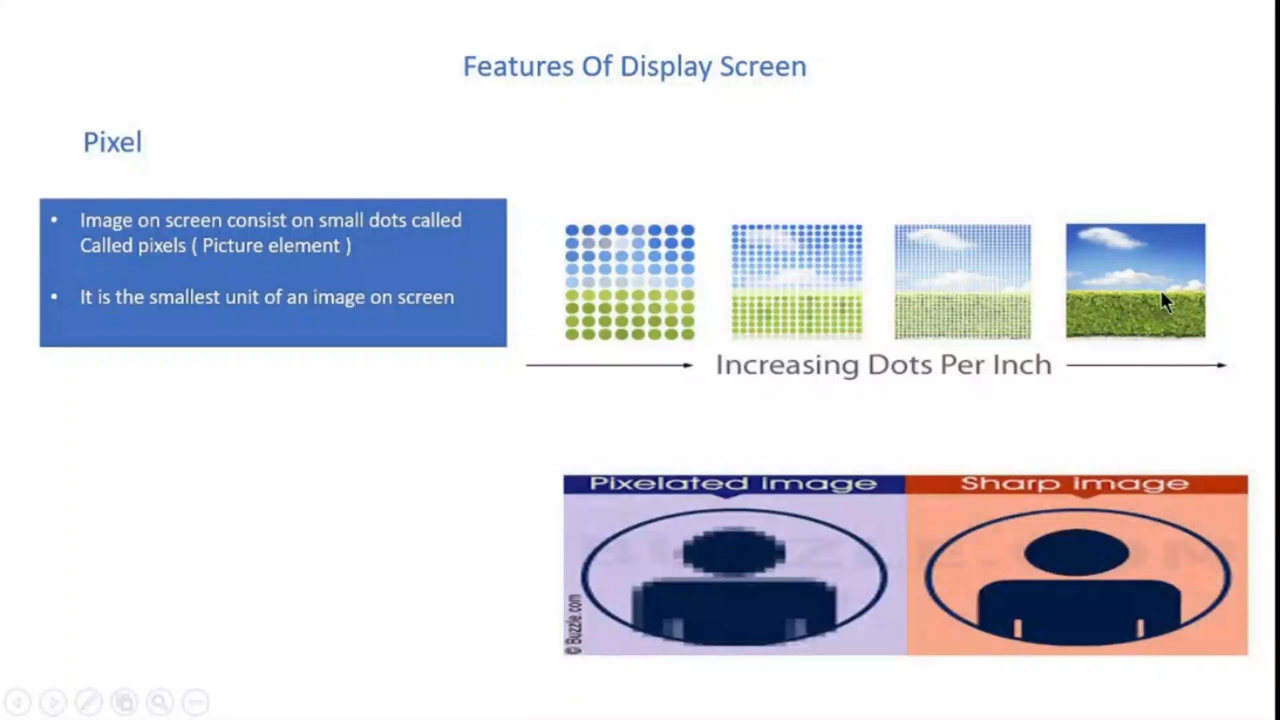 Features Of Display Screen
Pixel
• Image on screen consist on small dots called
Called pixels ( Picture element )
• It is the smallest unit of an image on screen
Increasing Dots Per Inch
Pixelated image
Sharp image
© Buzzle.com